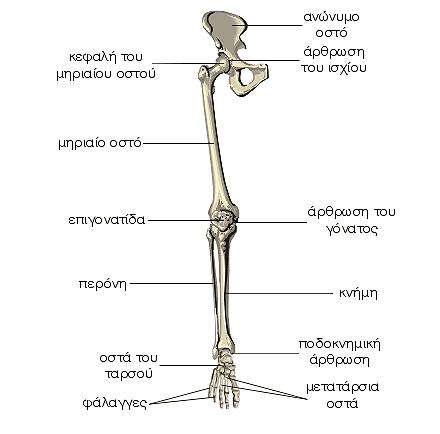 ανώνυμο
οστό
κεφαλή του
μηριαίου οστού
άρθρωση
του ισχίου
μηριαίο οστό
επιγονατίδα
άρθρωση του
γόνατος
περόνη
κνήμη
ποδοκνημική
άρθρωση
οστά του
ταρσού
φάλαγγες
μετατάρσια
οστά